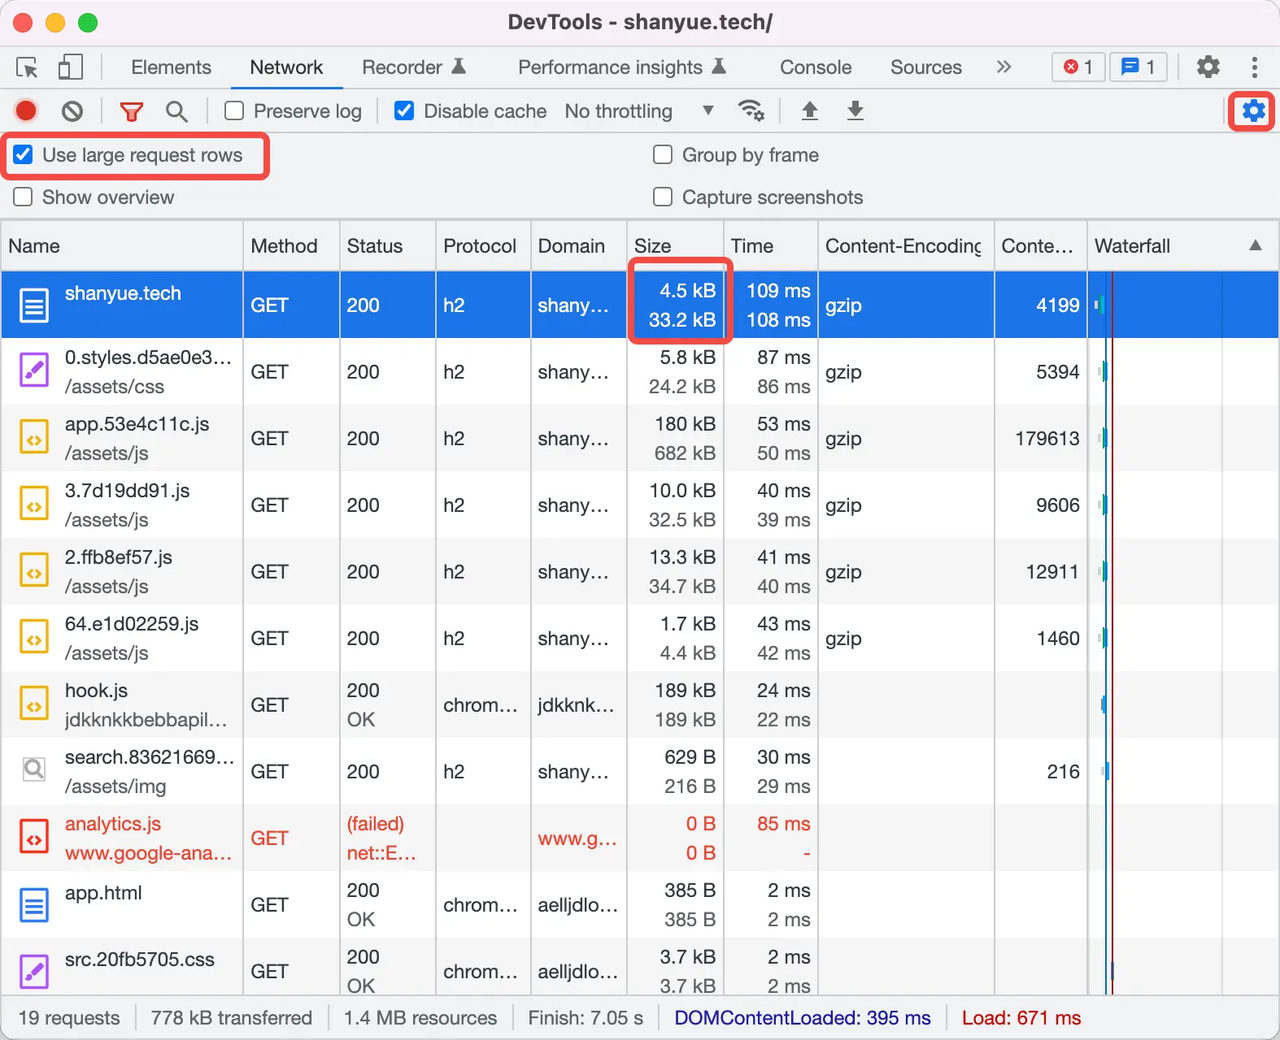 DevTools - shanyue.tech/
Elements Network Recorder Performance insights Console Sources » 1 1
Preserve log Disable cache No throttling
Use large request rows Group by frame
Show overview Capture screenshots
Name Method Status Protocol Domain Size Time Content-Encoding Conte... Waterfall
shanyue.tech GET 200 h2 shany... 4.5 kB 109 ms gzip 4199
33.2 kB 108 ms
0.styles.d5ae0e3... GET 200 h2 shany... 5.8 kB 87 ms gzip 5394
/assets/css 24.2 kB 86 ms
app.53e4c11c.js GET 200 h2 shany... 180 kB 53 ms gzip 179613
/assets/js 682 kB 50 ms
3.7d19dd91.js GET 200 h2 shany... 10.0 kB 40 ms gzip 9606
/assets/js 32.5 kB 39 ms
2.ffb8ef57.js GET 200 h2 shany... 13.3 kB 41 ms gzip 12911
/assets/js 34.7 kB 40 ms
64.e1d02259.js GET 200 h2 shany... 1.7 kB 43 ms gzip 1460
/assets/js 4.4 kB 42 ms
hook.js GET 200 chrom... jdkknk... 189 kB 24 ms
jdkknkkbebbapil... OK 189 kB 22 ms
search.83621669... GET 200 h2 shany... 629 B 30 ms 216
/assets/img 216 B 29 ms
analytics.js GET (failed) www.g... 0 B 85 ms
www.google-ana... net::E... 0 B -
app.html GET 200 chrom... aelljdlo... 385 B 2 ms
OK 385 B 2 ms
src.20fb5705.css GET 200 chrom... aelljdlo... 3.7 kB 2 ms
OK 3.7 kB 2 ms
19 requests 778 kB transferred 1.4 MB resources Finish: 7.05 s DOMContentLoaded: 395 ms Load: 671 ms